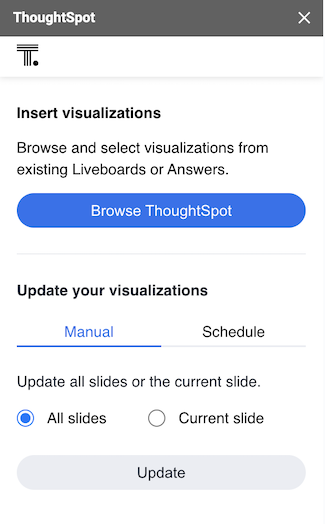 ThoughtSpot
T.
Insert visualizations
Browse and select visualizations from
existing Liveboards or Answers.
Browse ThoughtSpot
Update your visualizations
Manual Schedule
Update all slides or the current slide.
All slides Current slide
Update